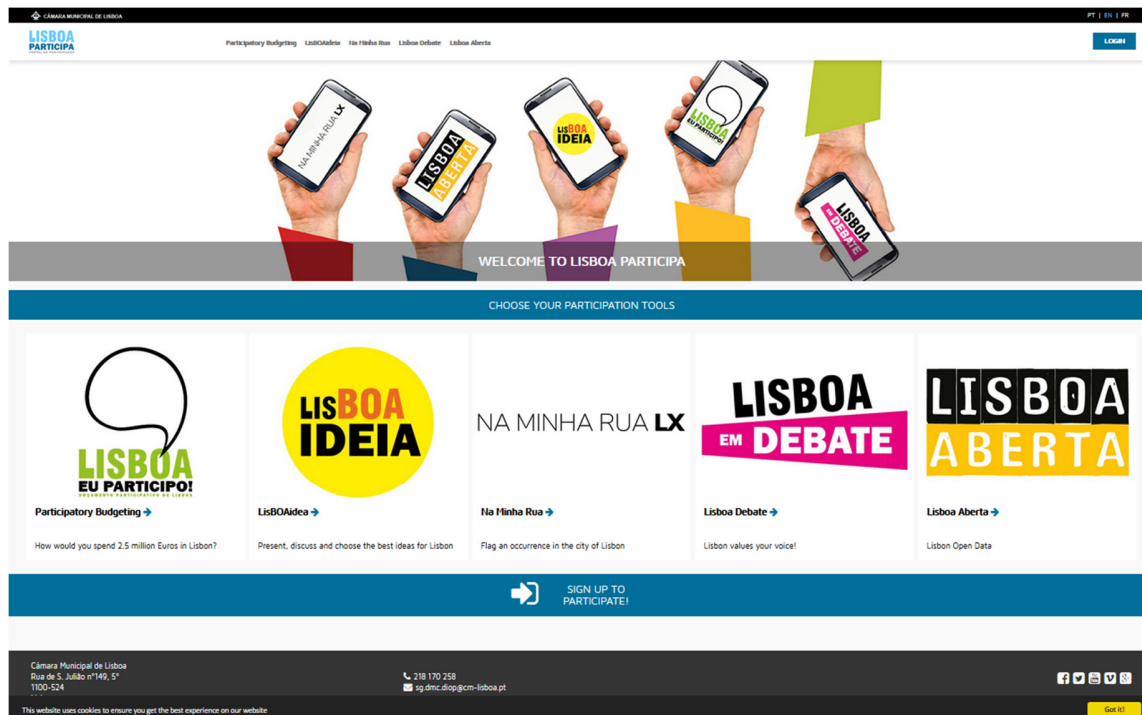 CÂMARA MUNICIPAL DE LISBOA
PT | EN | FR
LISBOA
PARTICIPA
PORTAL DA PARTICIPAÇÃO
Participatory Budgeting LisBOAideia Na Minha Rua Lisboa Debate Lisboa Aberta
LOGIN
NA MINHA RUA LX
LISBOA
ABERTA
LISBOA
IDEIA
LISBOA
EU PARTICIPO!
LISBOA
EM DEBATE
WELCOME TO LISBOA PARTICIPA
CHOOSE YOUR PARTICIPATION TOOLS
LISBOA
EU PARTICIPO!
ORÇAMENTO PARTICIPATIVO DE LISBOA
LISBOA
IDEIA
NA MINHA RUA LX
LISBOA
EM DEBATE
LISBOA
ABERTA
Participatory Budgeting
LisBOAidea
Na Minha Rua
Lisboa Debate
Lisboa Aberta
How would you spend 2.5 million Euros in Lisbon?
Present, discuss and choose the best ideas for Lisbon
Flag an occurrence in the city of Lisbon
Lisbon values your voice!
Lisbon Open Data
SIGN UP TO
PARTICIPATE!
Câmara Municipal de Lisboa
Rua de S. Julião nº149, 5º
1100-524
218 170 258
sg.dmc.diop@cm-lisboa.pt
This website uses cookies to ensure you get the best experience on our website
Got it!